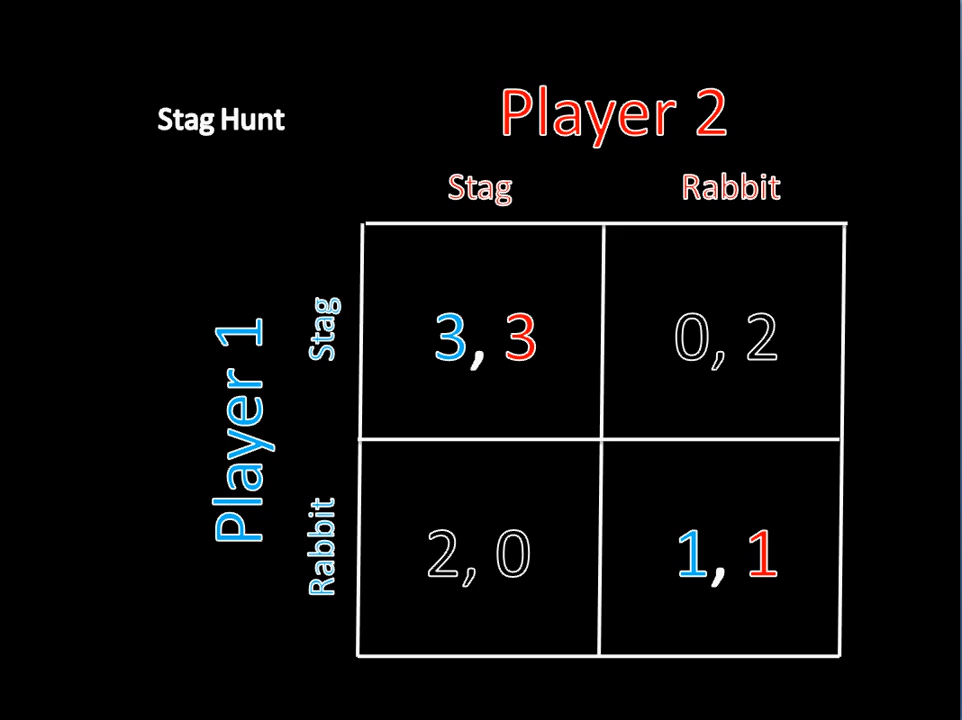 Stag Hunt
Player 2
Stag Rabbit
Player 1
Stag
3, 3 0, 2
Rabbit
2, 0 1, 1